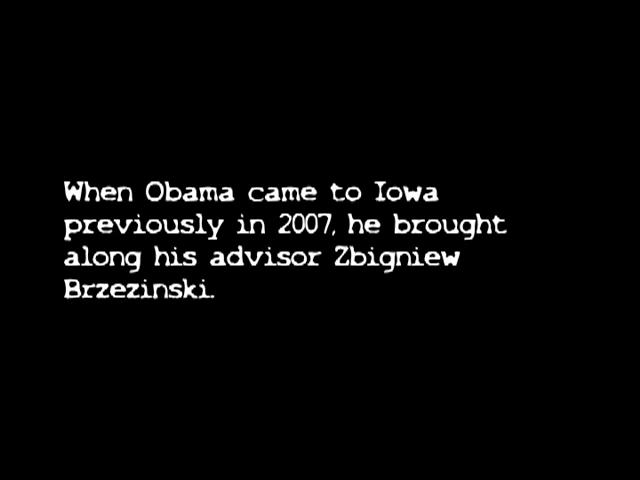 When Obama came to Iowa
previously in 2007, he brought
along his advisor Zbigniew
Brzezinski.